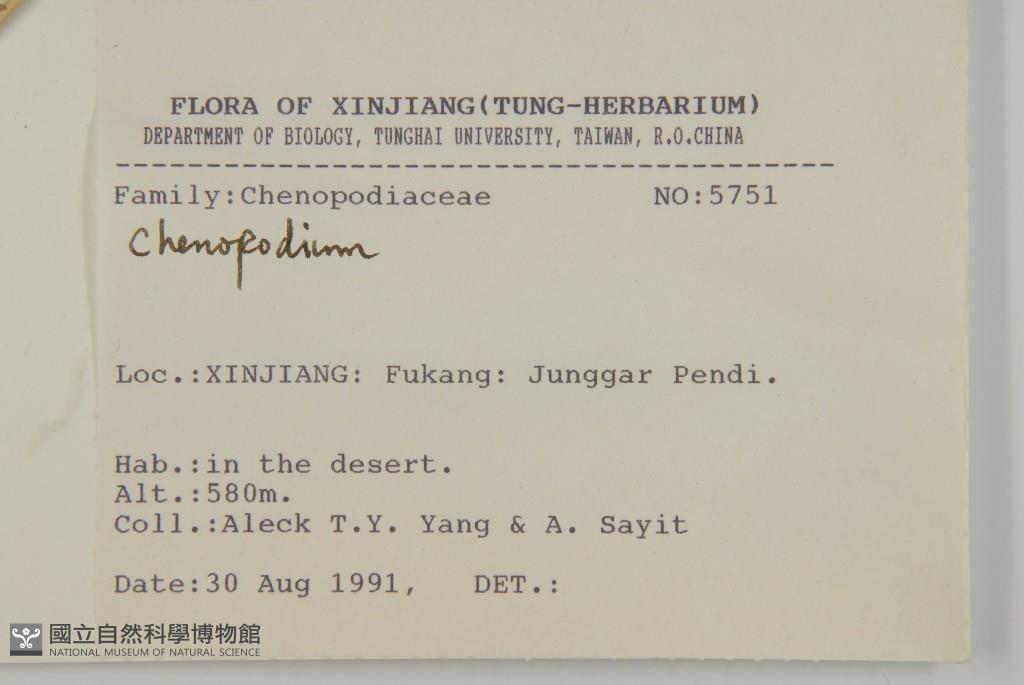 FLORA OF XINJIANG(TUNG-HERBARIUM)
DEPARTMENT OF BIOLOGY, TUNGHAI UNIVERSITY, TAIWAN, R.O.CHINA
----------------------------------------
Family:Chenopodiaceae NO:5751
Chenopodium
Loc.:XINJIANG: Fukang: Junggar Pendi.
Hab.:in the desert.
Alt.:580m.
Coll.:Aleck T.Y. Yang & A. Sayit
Date:30 Aug 1991, DET.:
國立自然科學博物館
NATIONAL MUSEUM OF NATURAL SCIENCE